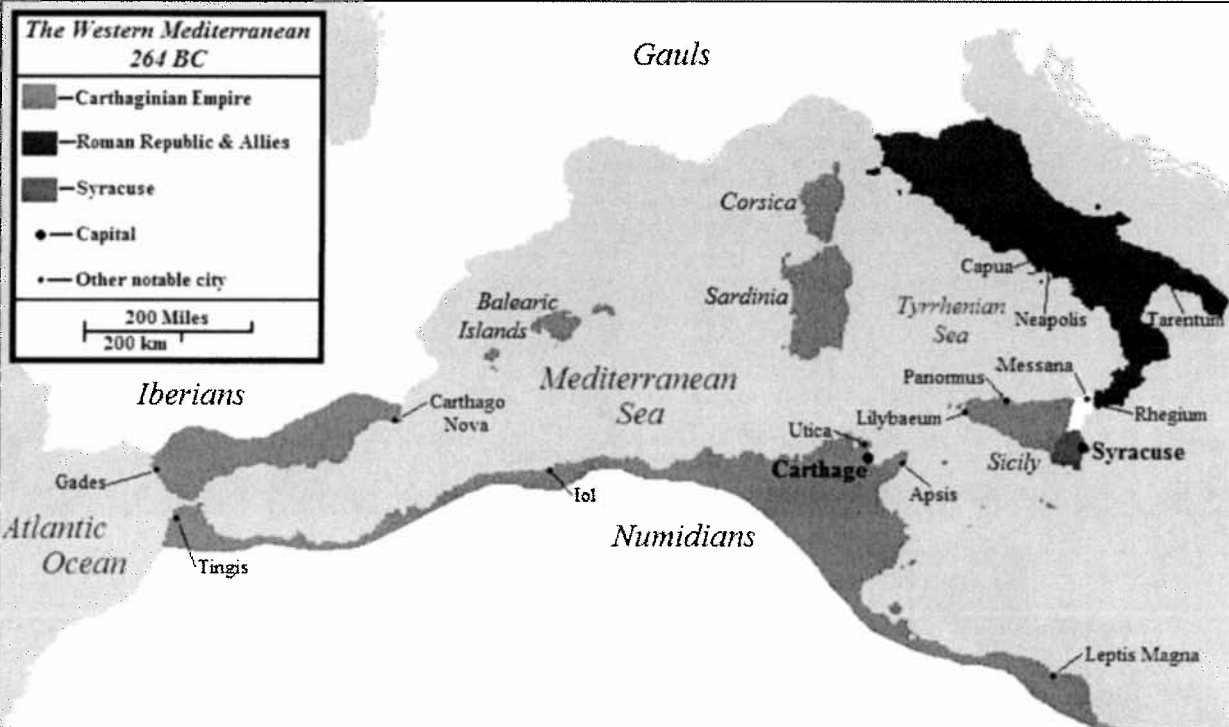 The Western Mediterranean
264 BC
Carthaginian Empire
Roman Republic & Allies
Syracuse
Capital
Other notable city
200 Miles
200 km
Gauls
Corsica
Sardinia
Balearic
Islands
Capua
Neapolis
Tarentum
Tyrrhenian
Sea
Messana
Panormus
Rhegium
Lilybaeum
Mediterranean
Sea
Iberians
Carthago
Nova
Utica
Carthage
Sicily
Syracuse
Apsis
Gades
Iol
Atlantic
Ocean
Tingis
Numidians
Leptis Magna